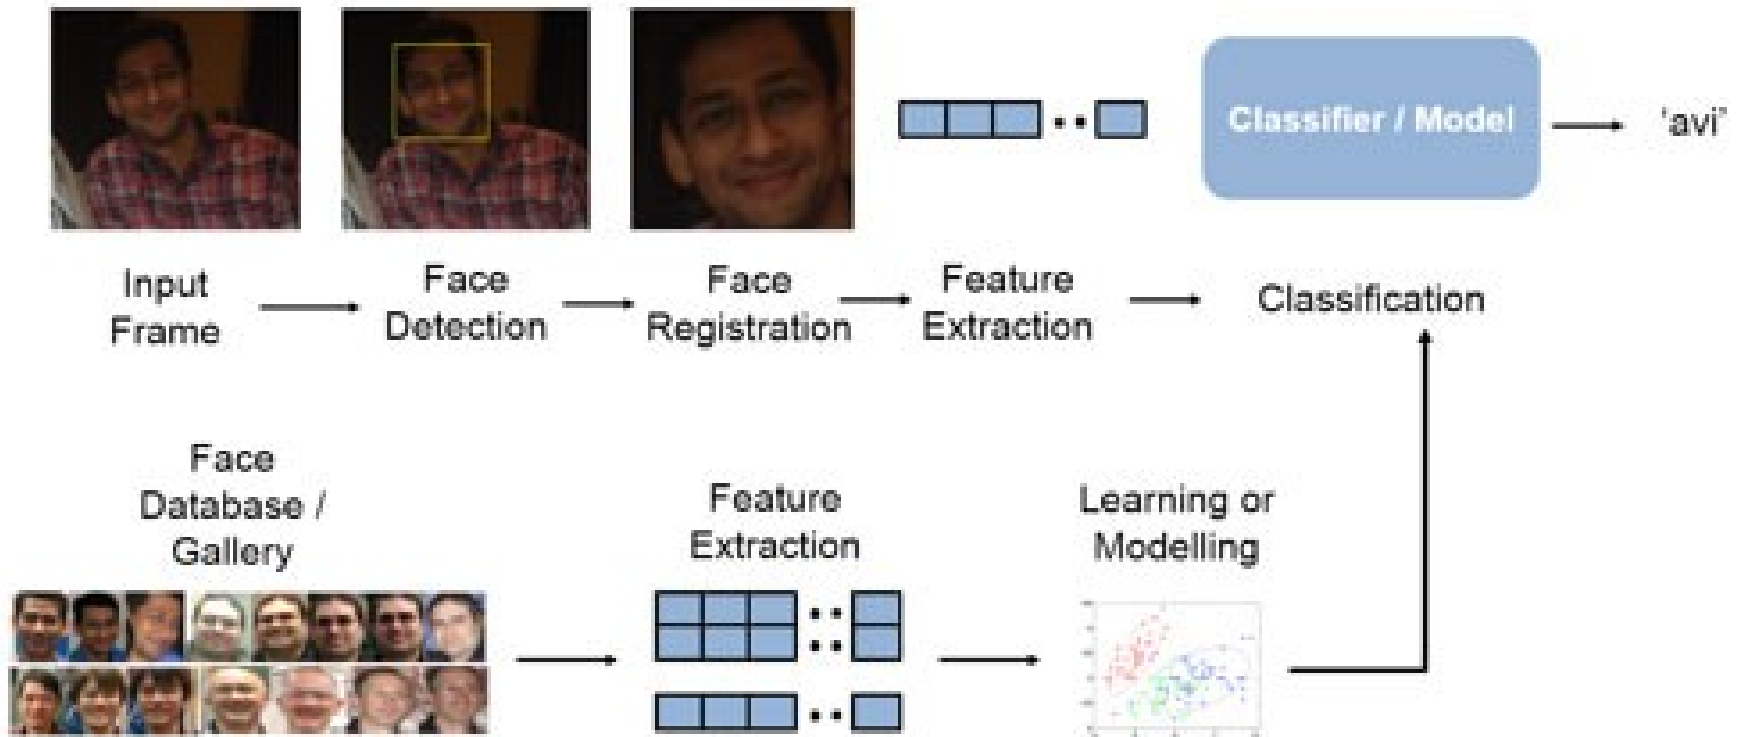 Classifier / Model
'avi'
Input
Frame
Face
Detection
Face
Registration
Feature
Extraction
Classification
Face
Database /
Gallery
Feature
Extraction
Learning or
Modelling